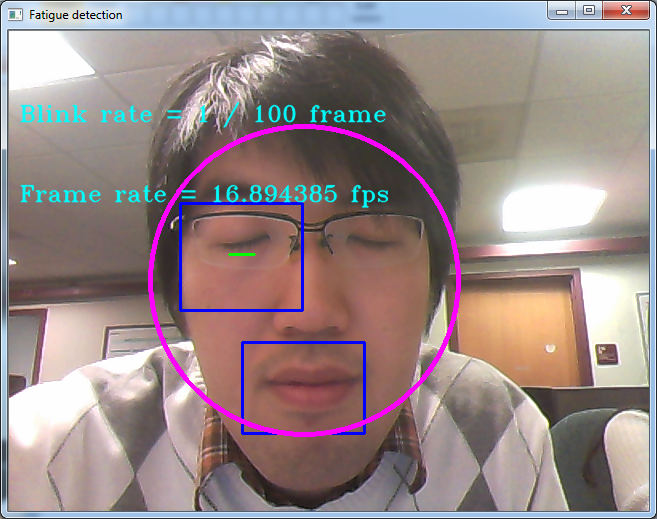 Fatigue detection
Blink rate = 1 / 100 frame
Frame rate = 16.894385 fps